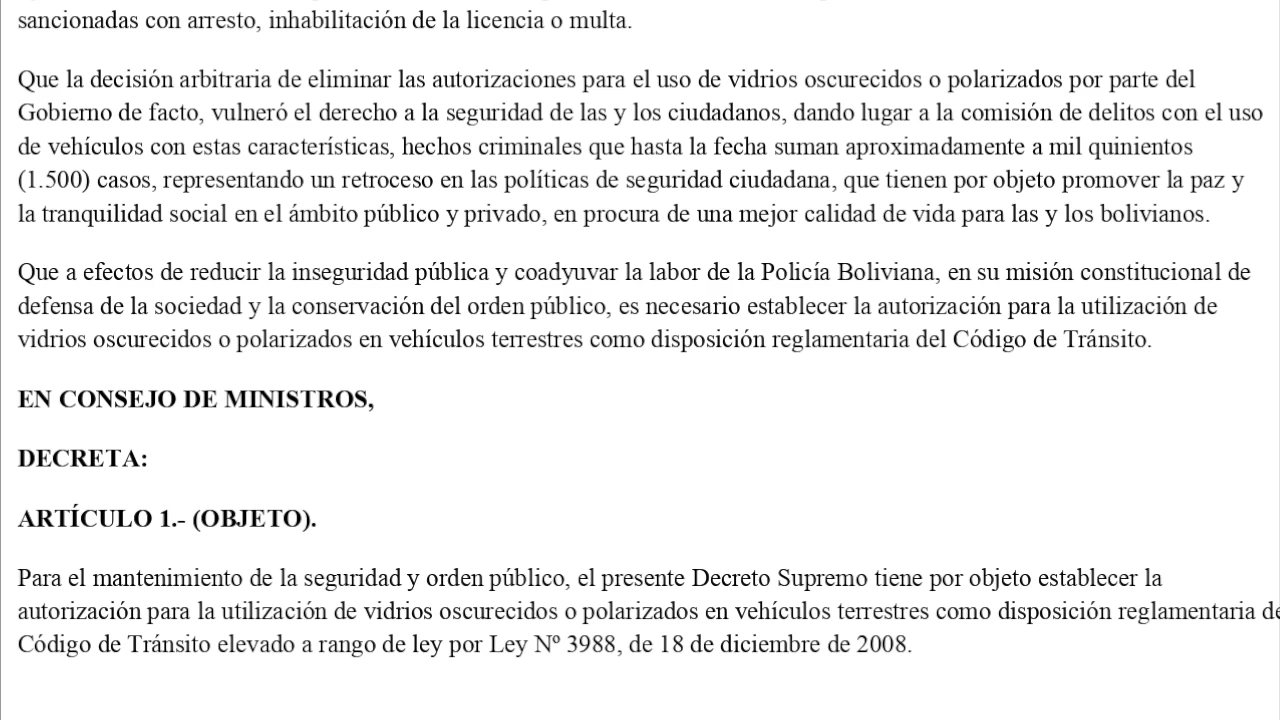 sancionadas con arresto, inhabilitación de la licencia o multa.
Que la decisión arbitraria de eliminar las autorizaciones para el uso de vidrios oscurecidos o polarizados por parte del
Gobierno de facto, vulneró el derecho a la seguridad de las y los ciudadanos, dando lugar a la comisión de delitos con el uso
de vehículos con estas características, hechos criminales que hasta la fecha suman aproximadamente a mil quinientos
(1.500) casos, representando un retroceso en las políticas de seguridad ciudadana, que tienen por objeto promover la paz y
la tranquilidad social en el ámbito público y privado, en procura de una mejor calidad de vida para las y los bolivianos.
Que a efectos de reducir la inseguridad pública y coadyuvar la labor de la Policía Boliviana, en su misión constitucional de
defensa de la sociedad y la conservación del orden público, es necesario establecer la autorización para la utilización de
vidrios oscurecidos o polarizados en vehículos terrestres como disposición reglamentaria del Código de Tránsito.
EN CONSEJO DE MINISTROS,
DECRETA:
ARTÍCULO 1.- (OBJETO).
Para el mantenimiento de la seguridad y orden público, el presente Decreto Supremo tiene por objeto establecer la
autorización para la utilización de vidrios oscurecidos o polarizados en vehículos terrestres como disposición reglamentaria de
Código de Tránsito elevado a rango de ley por Ley Nº 3988, de 18 de diciembre de 2008.